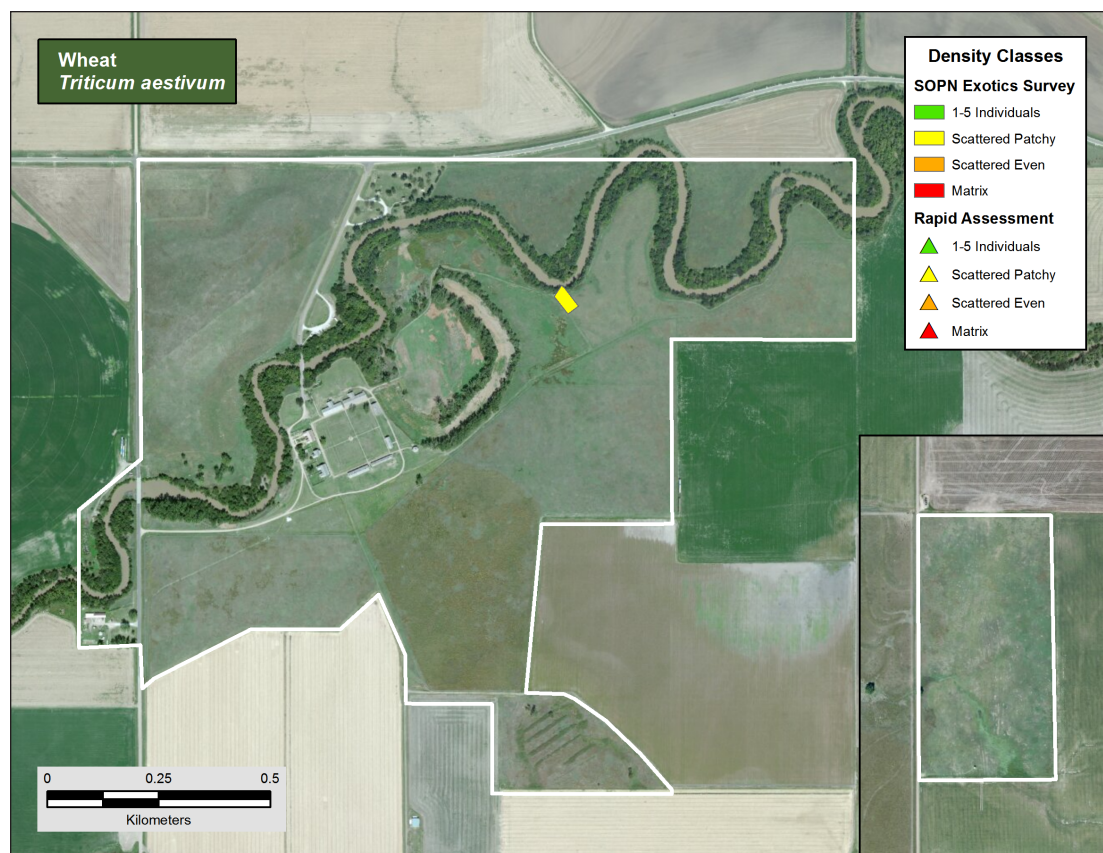 Wheat
Triticum aestivum
Density Classes
SOPN Exotics Survey
1-5 Individuals
Scattered Patchy
Scattered Even
Matrix
Rapid Assessment
1-5 Individuals
Scattered Patchy
Scattered Even
Matrix
0 0.25 0.5
Kilometers